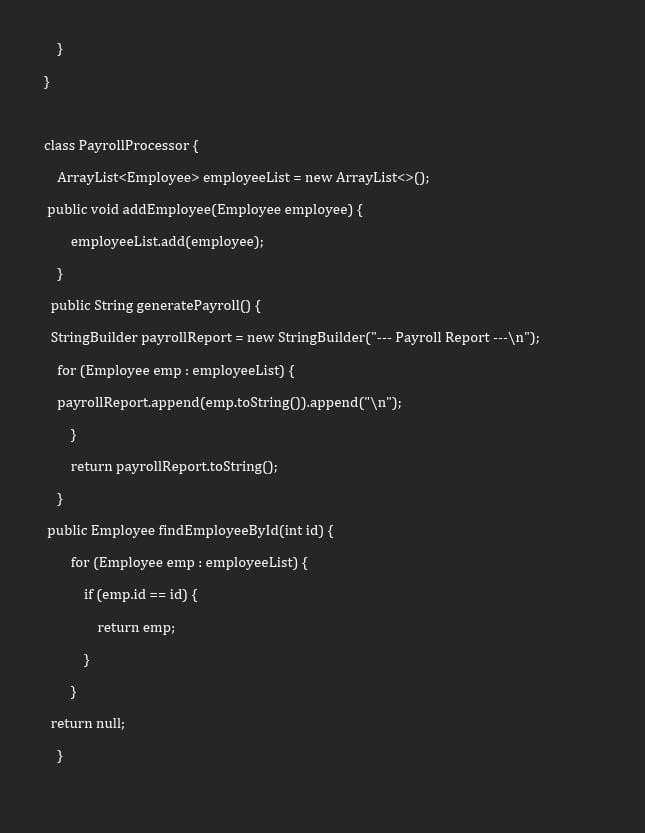 }
}
class PayrollProcessor {
ArrayList<Employee> employeeList = new ArrayList<>();
public void addEmployee(Employee employee) {
employeeList.add(employee);
}
public String generatePayroll() {
StringBuilder payrollReport = new StringBuilder("--- Payroll Report ---\n");
for (Employee emp : employeeList) {
payrollReport.append(emp.toString()).append("\n");
}
return payrollReport.toString();
}
public Employee findEmployeeById(int id) {
for (Employee emp : employeeList) {
if (emp.id == id) {
return emp;
}
}
return null;
}